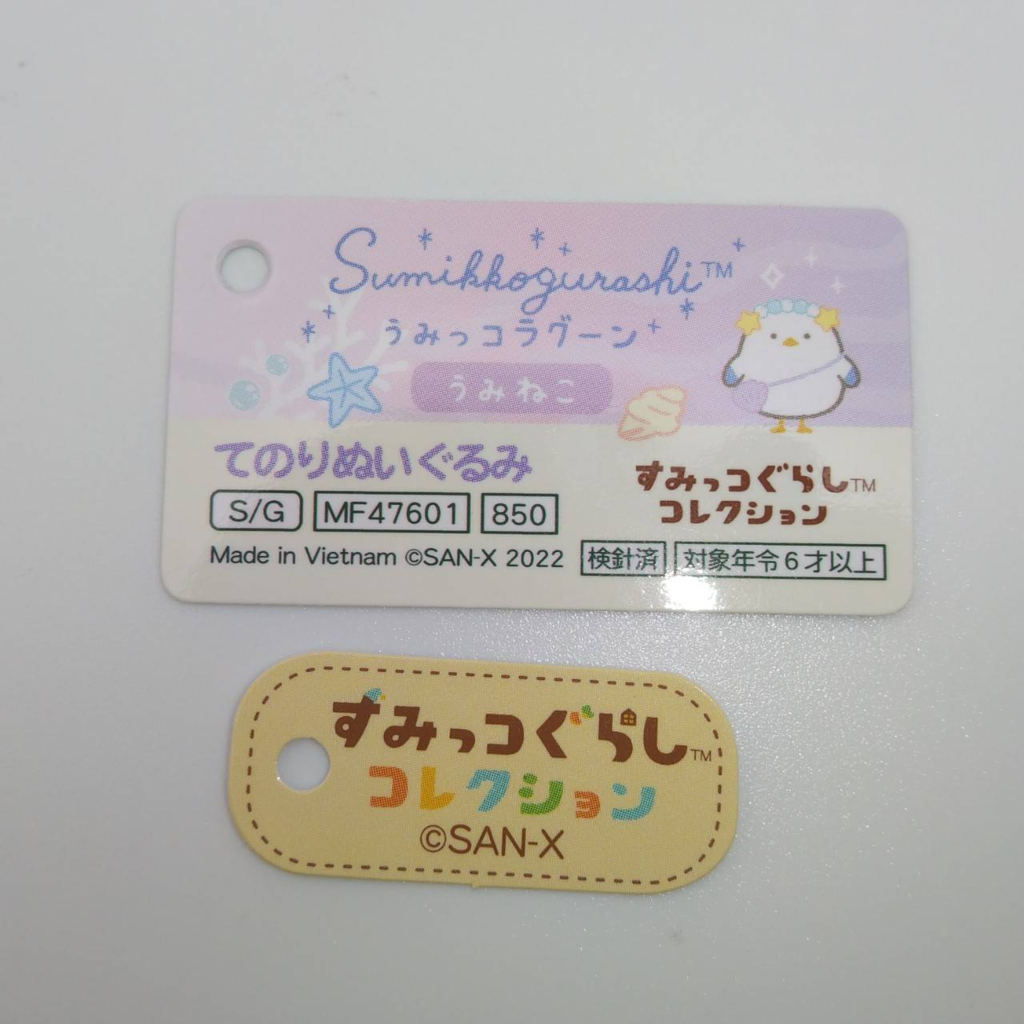 Sumikkogurashi™
うみっコラグーン
うみねこ
てのりぬいぐるみ
すみっコぐらし™
コレクション
S/G MF47601 850
Made in Vietnam ©SAN-X 2022 検針済 対象年令6才以上
すみっコぐらし™
コレクション
©SAN-X